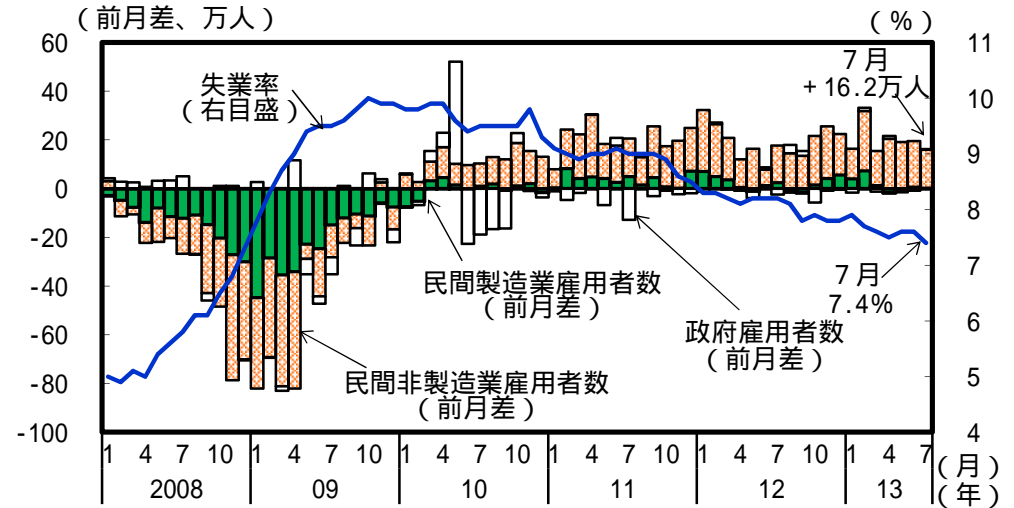 （前月差、万人）
（％）
60
40
20
0
-20
-40
-60
-80
-100
11
10
9
8
7
6
5
4
失業率
（右目盛）
7月
+16.2万人
民間製造業雇用者数
（前月差）
政府雇用者数
（前月差）
7月
7.4%
民間非製造業雇用者数
（前月差）
1 4 7 10 1 4 7 10 1 4 7 10 1 4 7 10 1 4 7 10 1 4 7 （月）
2008 09 10 11 12 13 （年）